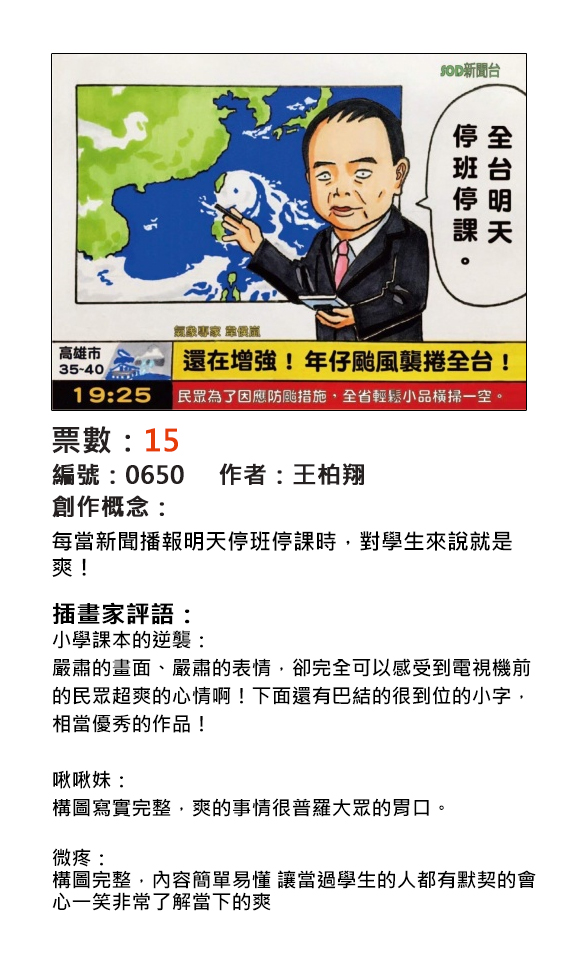 SOD新聞台
全台明天
停班停課。
氣象專家
高雄市
35~40
還在增強！年仔颱風襲捲全台！
19:25
民眾為了因應防颱措施，全省輕鬆小品橫掃一空。
票數：15
編號：0650 作者：王柏翔
創作概念：
每當新聞播報明天停班停課時，對學生來說就是
爽！
插畫家評語：
小學課本的逆襲：
嚴肅的畫面、嚴肅的表情，卻完全可以感受到電視機前
的民眾超爽的心情啊！下面還有巴結的很到位的小字，
相當優秀的作品！
啾啾妹：
構圖寫實完整，爽的事情很普羅大眾的胃口。
微疼：
構圖完整，內容簡單易懂 讓當過學生的人都有默契的會
心一笑非常了解當下的爽